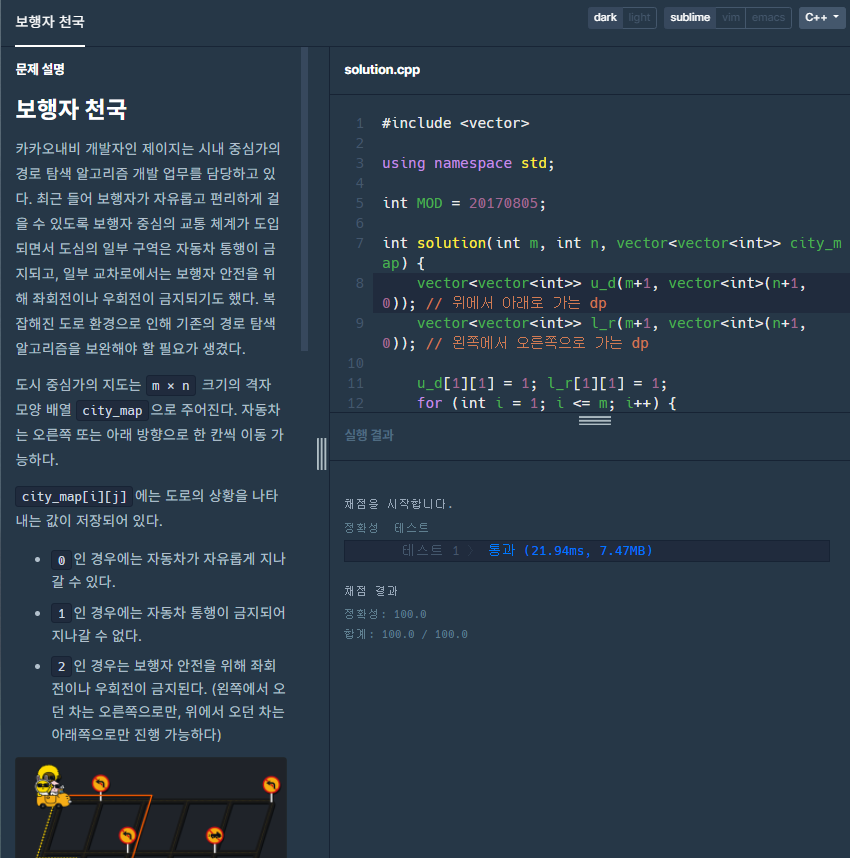 보행자 천국
dark light sublime vim emacs C++
문제 설명
보행자 천국
카카오내비 개발자인 제이지는 시내 중심가의
경로 탐색 알고리즘 개발 업무를 담당하고 있
다. 최근 들어 보행자가 자유롭고 편리하게 걸
을 수 있도록 보행자 중심의 교통 체계가 도입
되면서 도심의 일부 구역은 자동차 통행이 금
지되고, 일부 교차로에서는 보행자 안전을 위
해 좌회전이나 우회전이 금지되기도 했다. 복
잡해진 도로 환경으로 인해 기존의 경로 탐색
알고리즘을 보완해야 할 필요가 생겼다.
도시 중심가의 지도는 m × n 크기의 격자
모양 배열 city_map 으로 주어진다. 자동차
는 오른쪽 또는 아래 방향으로 한 칸씩 이동 가
능하다.
city_map[i][j] 에는 도로의 상황을 나타
내는 값이 저장되어 있다.
• 0 인 경우에는 자동차가 자유롭게 지나
갈 수 있다.
• 1 인 경우에는 자동차 통행이 금지되어
지나갈 수 없다.
• 2 인 경우는 보행자 안전을 위해 좌회
전이나 우회전이 금지된다. (왼쪽에서 오
던 차는 오른쪽으로만, 위에서 오던 차는
아래쪽으로만 진행 가능하다)
solution.cpp
1 #include <vector>
2
3 using namespace std;
4
5 int MOD = 20170805;
6
7 int solution(int m, int n, vector<vector<int>> city_m
ap) {
8 vector<vector<int>> u_d(m+1, vector<int>(n+1,
0)); // 위에서 아래로 가는 dp
9 vector<vector<int>> l_r(m+1, vector<int>(n+1,
0)); // 왼쪽에서 오른쪽으로 가는 dp
10
11 u_d[1][1] = 1; l_r[1][1] = 1;
12 for (int i = 1; i <= m; i++) {
실행 결과
채점을 시작합니다.
정확성 테스트
테스트 1 〉 통과 (21.94ms, 7.47MB)
채점 결과
정확성: 100.0
합계: 100.0 / 100.0